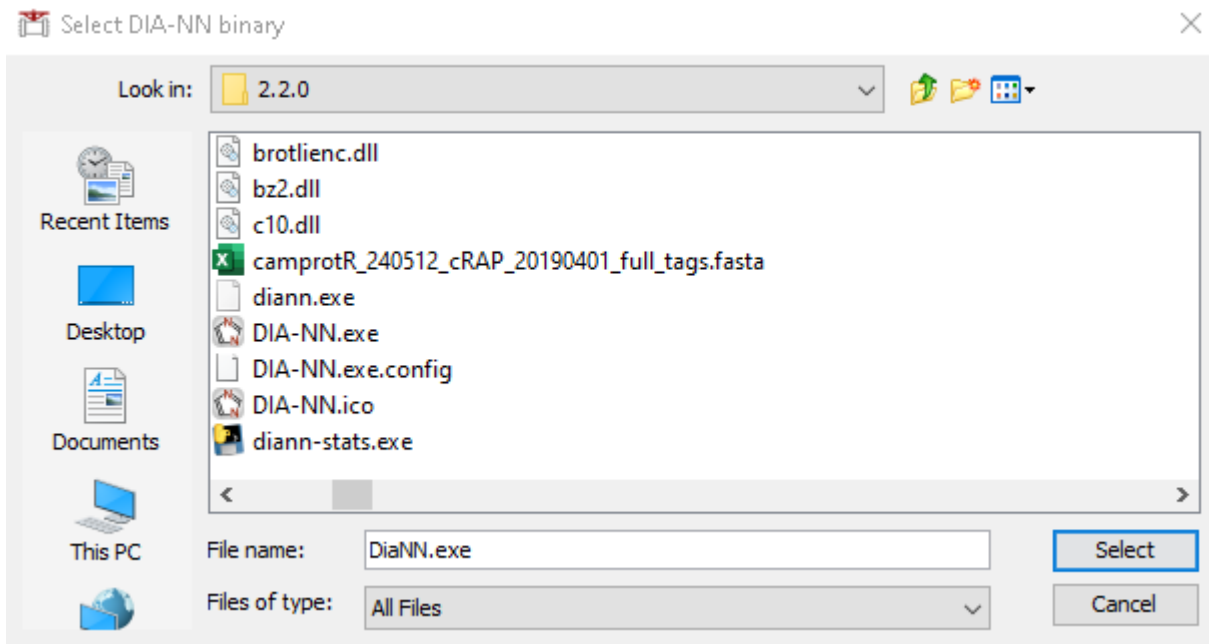 Select DIA-NN binary
Look in:
2.2.0
Recent Items
Desktop
Documents
This PC
brotlienc.dll
bz2.dll
c10.dll
camprotR_240512_cRAP_20190401_full_tags.fasta
diann.exe
DIA-NN.exe
DIA-NN.exe.config
DIA-NN.ico
diann-stats.exe
File name:
DiaNN.exe
Select
Files of type:
All Files
Cancel